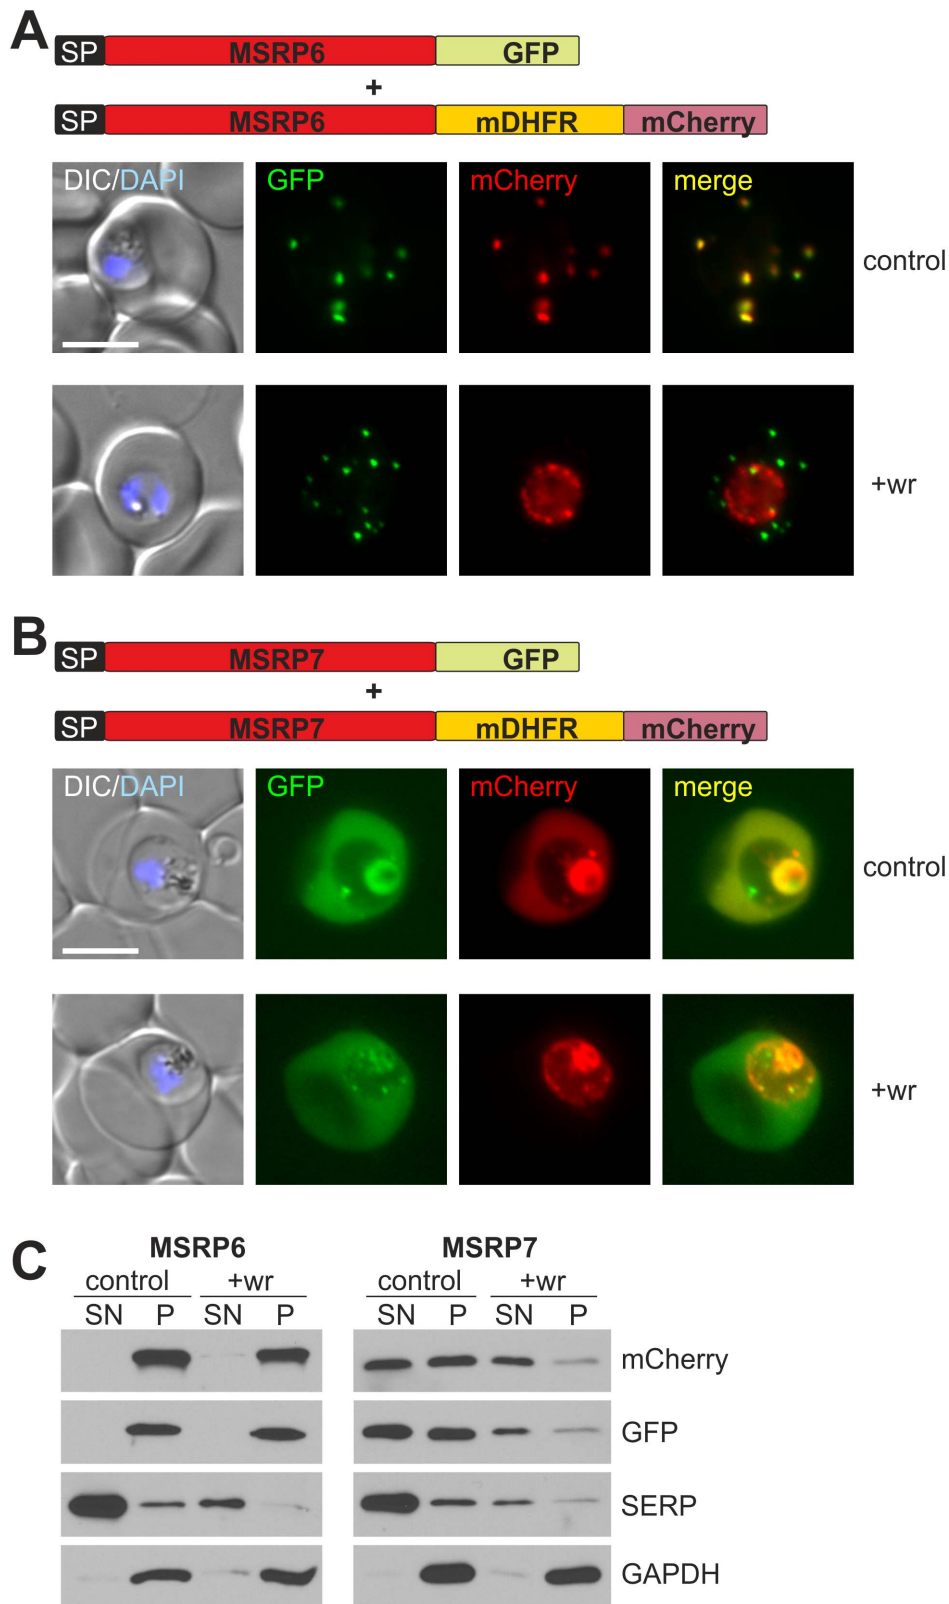 A
SP MSRP6 GFP
+
SP MSRP6 mDHFR mCherry
DIC/DAPI GFP mCherry merge
control
+wr
B
SP MSRP7 GFP
+
SP MSRP7 mDHFR mCherry
DIC/DAPI GFP mCherry merge
control
+wr
C
MSRP6 MSRP7
control +wr control +wr
SN P SN P SN P SN P
mCherry
GFP
SERP
GAPDH